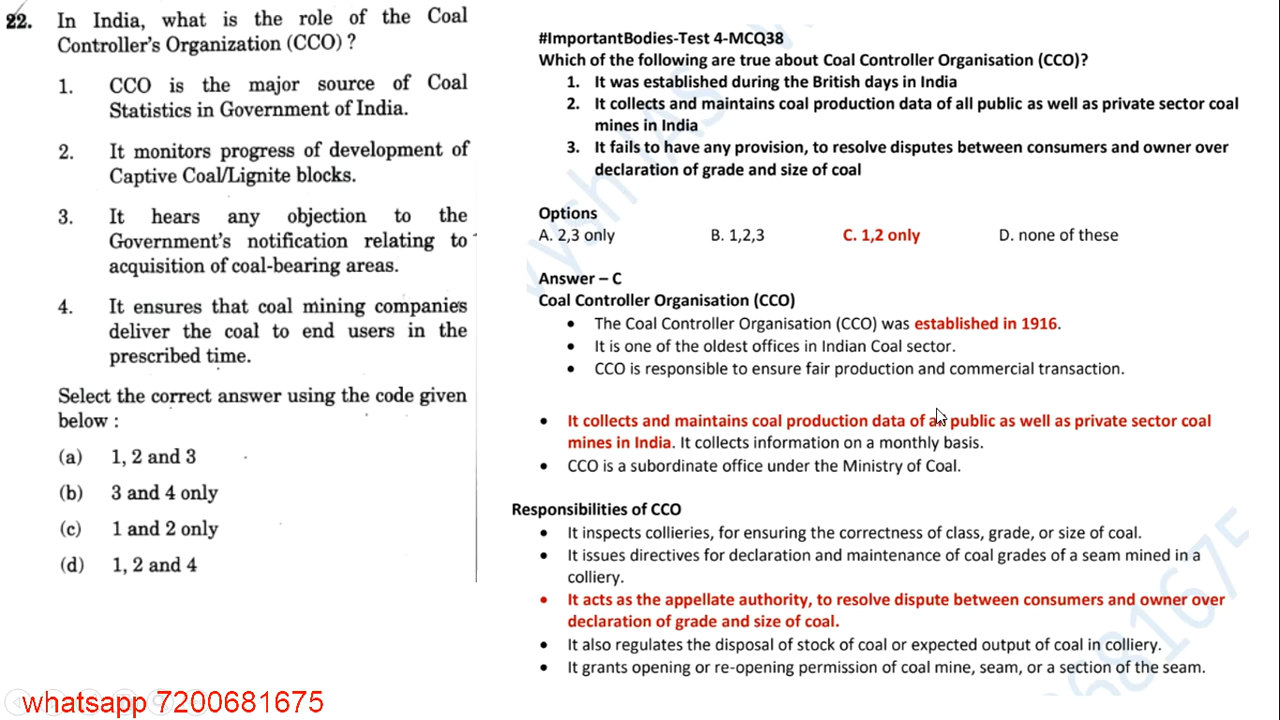 22. In India, what is the role of the Coal
Controller's Organization (CCO) ?
1. CCO is the major source of Coal
Statistics in Government of India.
2. It monitors progress of development of
Captive Coal/Lignite blocks.
3. It hears any objection to the
Government's notification relating to
acquisition of coal-bearing areas.
4. It ensures that coal mining companies
deliver the coal to end users in the
prescribed time.
Select the correct answer using the code given
below :
(a) 1, 2 and 3
(b) 3 and 4 only
(c) 1 and 2 only
(d) 1, 2 and 4
#ImportantBodies-Test 4-MCQ38
Which of the following are true about Coal Controller Organisation (CCO)?
1. It was established during the British days in India
2. It collects and maintains coal production data of all public as well as private sector coal
mines in India
3. It fails to have any provision, to resolve disputes between consumers and owner over
declaration of grade and size of coal
Options
A. 2,3 only B. 1,2,3 C. 1,2 only D. none of these
Answer – C
Coal Controller Organisation (CCO)
• The Coal Controller Organisation (CCO) was established in 1916.
• It is one of the oldest offices in Indian Coal sector.
• CCO is responsible to ensure fair production and commercial transaction.
• It collects and maintains coal production data of all public as well as private sector coal
mines in India. It collects information on a monthly basis.
• CCO is a subordinate office under the Ministry of Coal.
Responsibilities of CCO
• It inspects collieries, for ensuring the correctness of class, grade, or size of coal.
• It issues directives for declaration and maintenance of coal grades of a seam mined in a
colliery.
• It acts as the appellate authority, to resolve dispute between consumers and owner over
declaration of grade and size of coal.
• It also regulates the disposal of stock of coal or expected output of coal in colliery.
• It grants opening or re-opening permission of coal mine, seam, or a section of the seam.
whatsapp 7200681675